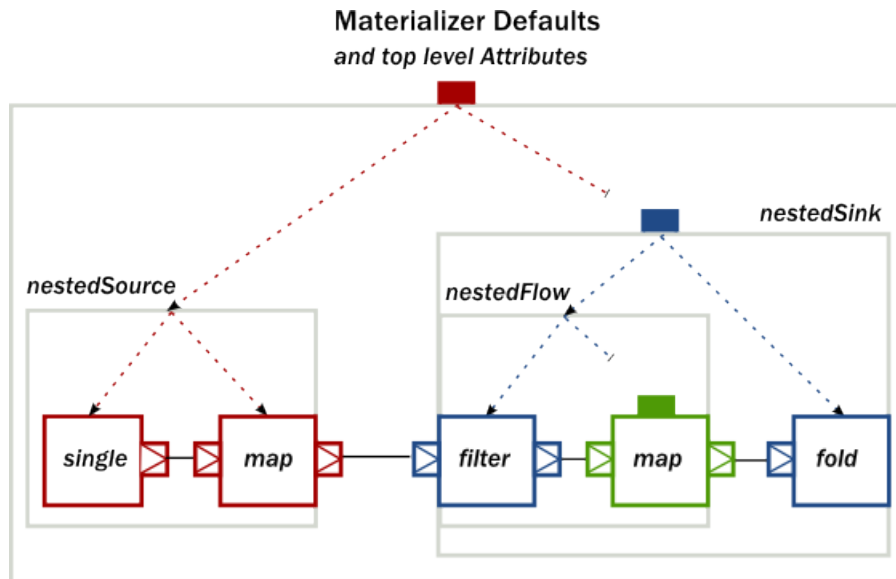 Materializer Defaults
and top level Attributes
nestedSink
nestedSource
nestedFlow
single
map
filter
map
fold